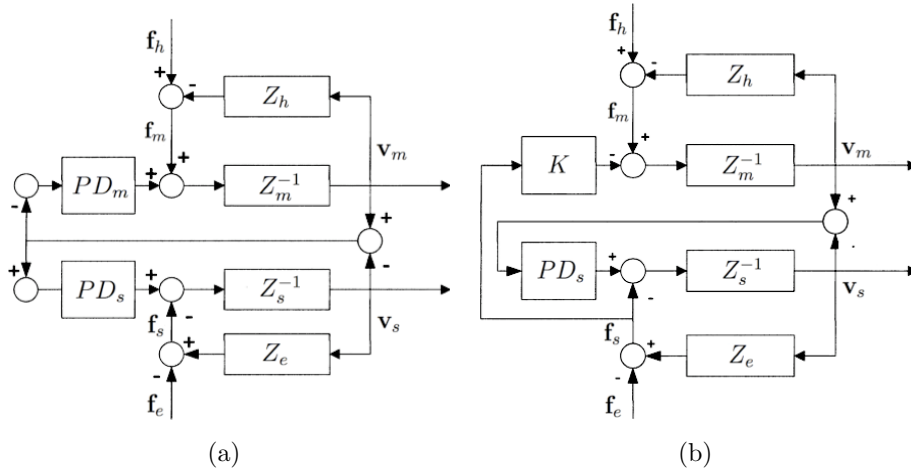 f_h
+
-
Z_h
f_m
+
v_m
PD_m
+
Z_m^{-1}
-
+
+
-
PD_s
+
Z_s^{-1}
-
f_s
v_s
+
Z_e
-
f_e
(a)
f_h
+
-
Z_h
f_m
+
v_m
K
-
Z_m^{-1}
+
PD_s
+
Z_s^{-1}
-
v_s
f_s
+
Z_e
-
f_e
(b)